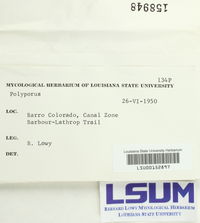 158948
134P
MYCOLOGICAL HERBARIUM OF LOUISIANA STATE UNIVERSITY
Polyporus
26-VI-1950
LOC. Barro Colorado, Canal Zone
Barbour-Lathrop Trail
LEG. B. Lowy
DET.
Louisiana State University Herbarium
LSU00132697
LSUM
BERNARD LOWY MYCOLOGICAL HERBARIUM
LOUISIANA STATE UNIVERSITY